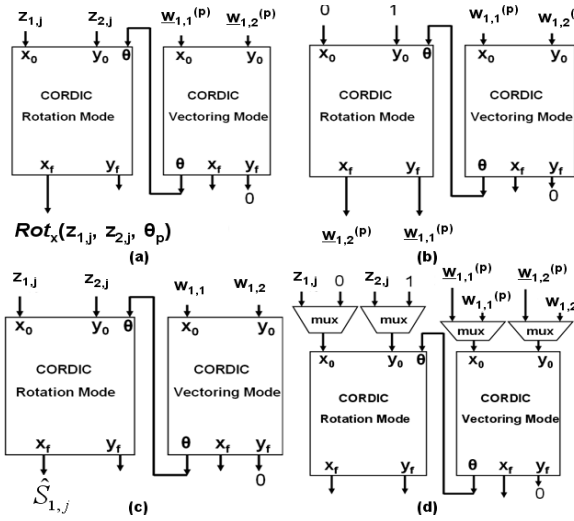 z1,j z2,j w1,1(p) w1,2(p)
x0 y0 θ x0 y0
CORDIC CORDIC
Rotation Mode Vectoring Mode
xf yf θ xf yf
0
Rotx(z1,j, z2,j, θp)
(a)
0 1 w1,1(p) w1,2(p)
x0 y0 θ x0 y0
CORDIC CORDIC
Rotation Mode Vectoring Mode
xf yf θ xf yf
0
w1,2(p) w1,1(p)
(b)
z1,j z2,j w1,1 w1,2
x0 y0 θ x0 y0
CORDIC CORDIC
Rotation Mode Vectoring Mode
xf yf θ xf yf
0
Ŝ1,j
(c)
z1,j 0 z2,j 1 w1,1(p) w1,2(p)
w1,1(p) w1,2
mux mux mux mux
x0 y0 θ x0 y0
CORDIC CORDIC
Rotation Mode Vectoring Mode
xf yf θ xf yf
0
(d)